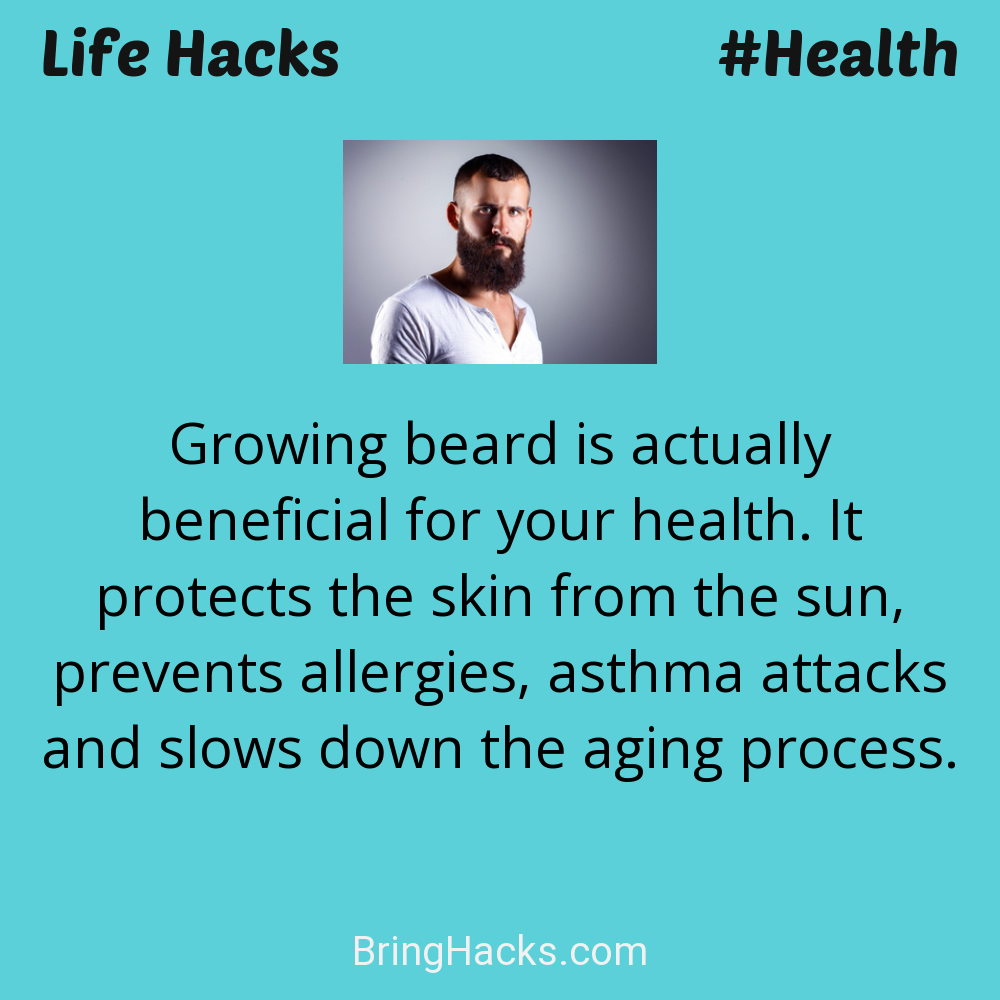 Life Hacks #Health
Growing beard is actually
beneficial for your health. It
protects the skin from the sun,
prevents allergies, asthma attacks
and slows down the aging process.
BringHacks.com